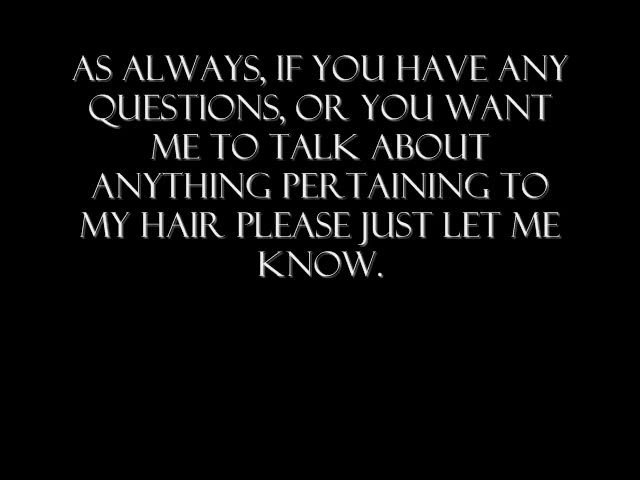 AS ALWAYS, IF YOU HAVE ANY
QUESTIONS, OR YOU WANT
ME TO TALK ABOUT
ANYTHING PERTAINING TO
MY HAIR PLEASE JUST LET ME
KNOW.